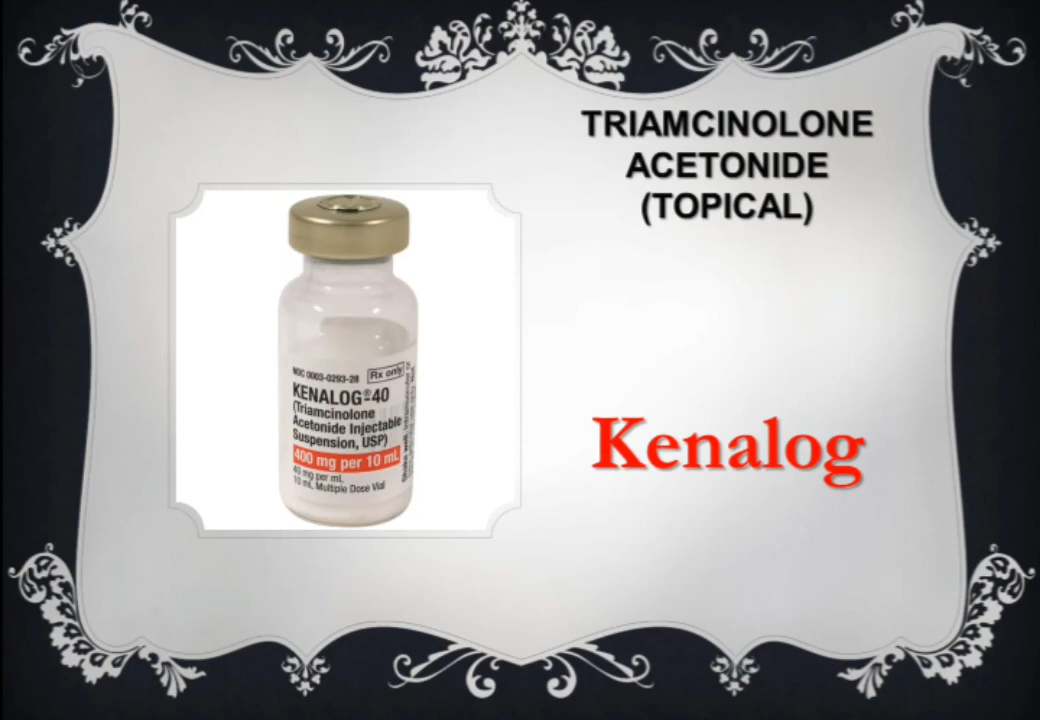 TRIAMCINOLONE
ACETONIDE
(TOPICAL)
NDC 0003-0293-28
Rx only
KENALOG®-40
(Triamcinolone
Acetonide Injectable
Suspension, USP)
400 mg per 10 mL
40 mg per mL
10 mL Multiple Dose Vial
Kenalog